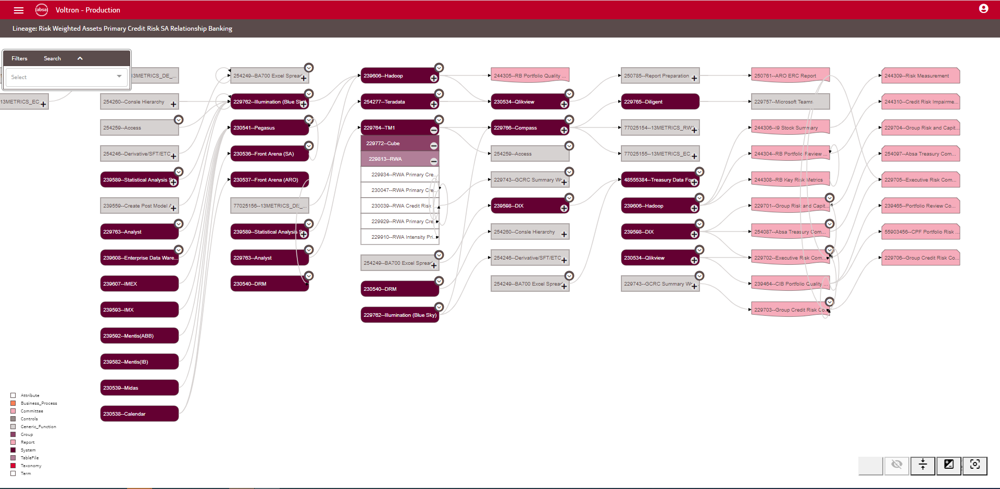 absa
Voltron - Production
Lineage: Risk Weighted Assets Primary Credit Risk SA Relationship Banking
Filters
Search
Select
13METRICS_DE_...
13METRICS_EC
254260--Consle Hierarchy
254259--Access
254246--Derivative/SFT/ETC
239589--Statistical Analysis S
239559--Create Post Model A
229763--Analyst
239608--Enterprise Data Ware...
239607--IMEX
239593--IMX
239592--Mentis(ABB)
239582--Mentis(IB)
230539--Midas
230538--Calendar
254249--BA700 Excel Sprea
229762--Illumination (Blue Sky)
230541--Pegasus
230536--Front Arena (SA)
230537--Front Arena (ARO)
77025156--13METRICS_DE_...
239589--Statistical Analysis S
229763--Analyst
230540--DRM
239606--Hadoop
254277--Teradata
229764--TM1
229772--Cube
229813--RWA
229934--RWA Primary Cre...
230047--RWA Primary Cre...
230039--RWA Credit Risk ...
229929--RWA Primary Cre...
229910--RWA Intensity Pri...
254249--BA700 Excel Sprea
230540--DRM
229762--Illumination (Blue Sky)
244305--RB Portfolio Quality ...
230534--Qlikview
229766--Compass
254259--Access
229743--GCRC Summary Wo
239598--DIX
254260--Consle Hierarchy
254246--Derivative/SFT/ETC
254249--BA700 Excel Sprea
250785--Report Preparation
229765--Diligent
77025154--13METRICS_RW
77025155--13METRICS_EC
48555384--Treasury Data Fo
239606--Hadoop
239598--DIX
230534--Qlikview
229743--GCRC Summary Wo
250761--ARO ERC Report
229757--Microsoft Teams
244306--I9 Stock Summary
244304--RB Portfolio Review ...
244308--RB Key Risk Metrics
229701--Group Risk and Capit...
254087--Absa Treasury Com...
229702--Executive Risk Com...
239464--CIB Portfolio Quality ...
229703--Group Credit Risk Co...
244309--Risk Measurement
244310--Credit Risk Impairme...
229704--Group Risk and Capit...
254097--Absa Treasury Com...
229705--Executive Risk Com...
239465--Portfolio Review Co...
55903456--CPF Portfolio Risk ...
229706--Group Credit Risk Co...
Attribute
Business_Process
Committee
Controls
Generic_Function
Group
Report
System
TableFile
Taxonomy
Term